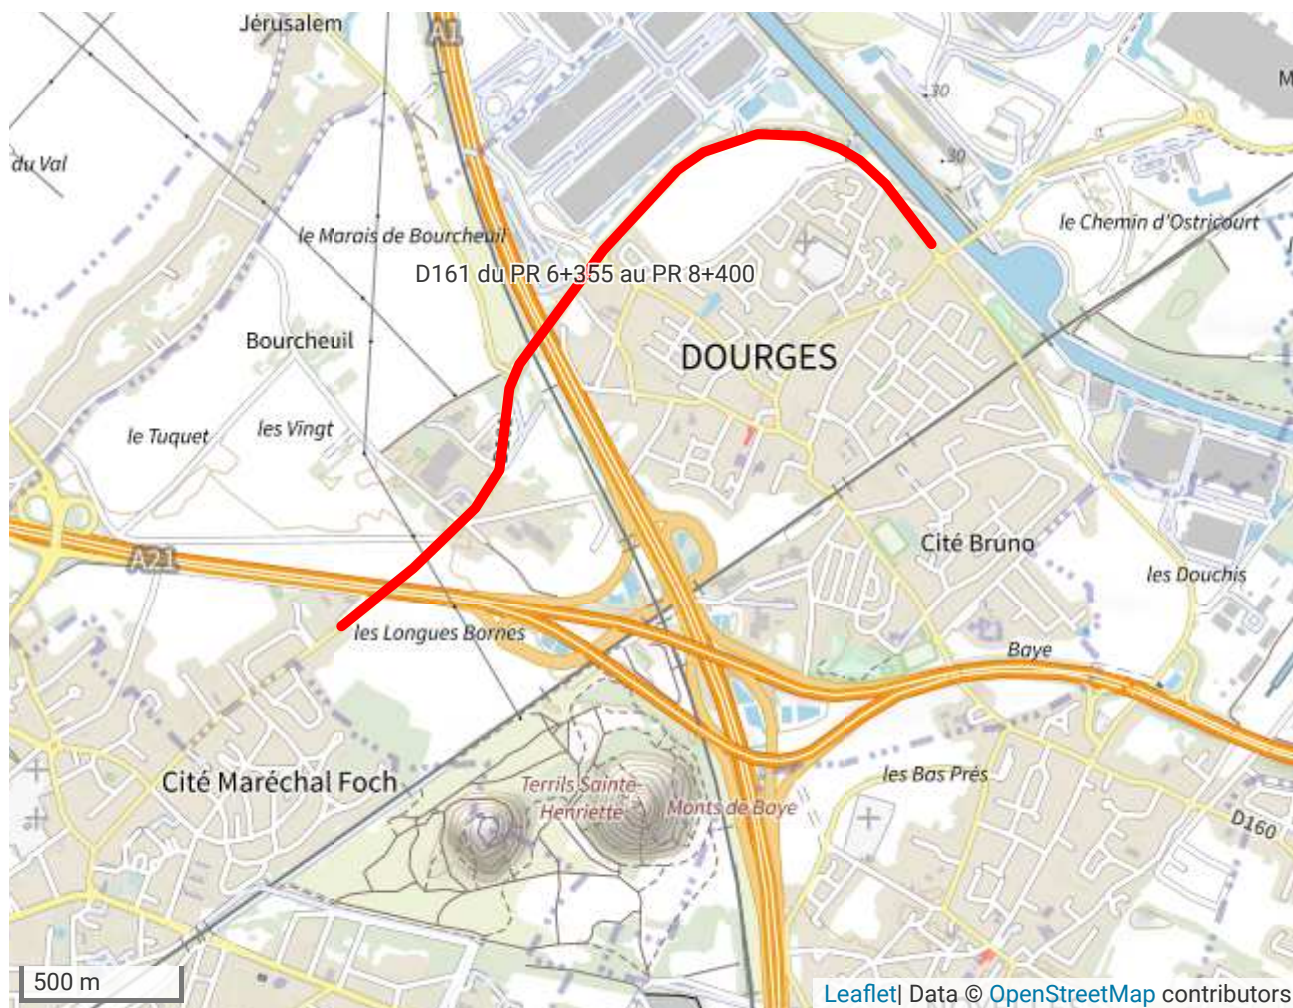 Jérusalem
A1
M
30
du Val
30
le Chemin d'Ostricourt
le Marais de Bourcheuil
D161 du PR 6+355 au PR 8+400
Bourcheuil
DOURGES
les Vingt
le Tuquet
A21
Cité Bruno
les Douchis
les Longues Bornes
Baye
Cité Maréchal Foch
les Bas Prés
Terrils Sainte-
Henriette
Monts de Baye
D160
500 m
Leaflet | Data © OpenStreetMap contributors